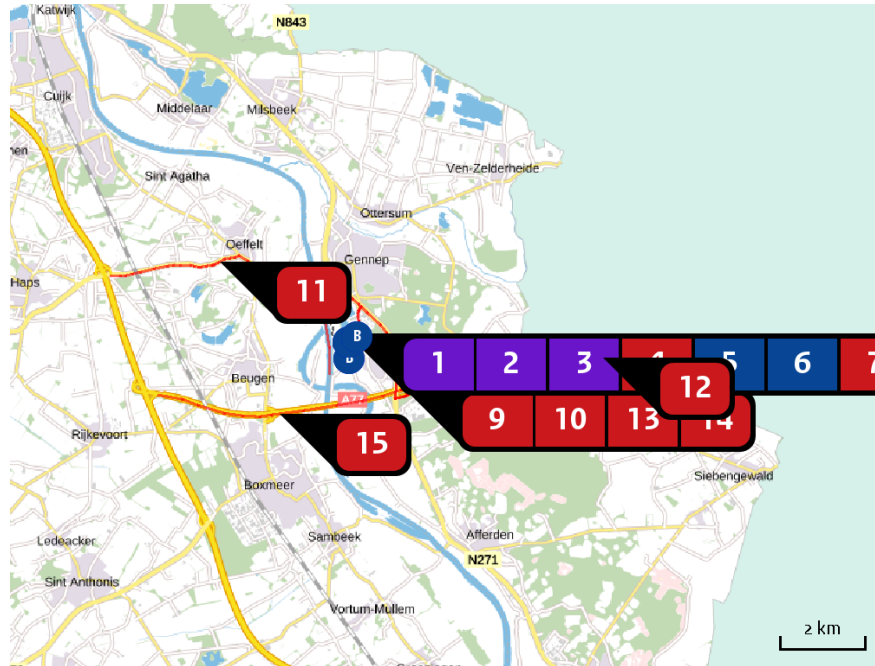 Katwijk
N843
Cuijk
Middelaar
Milsbeek
Ven-Zelderheide
Sint Agatha
Ottersum
Oeffelt
Gennep
Haps
11
B
1 2 3 5 6 7
12
Beugen
A77
9 10 13 14
Rijkevoort
15
Siebengewald
Boxmeer
Afferden
Sambeek
Ledeacker
N271
Sint Anthonis
Vortum-Mullem
2 km